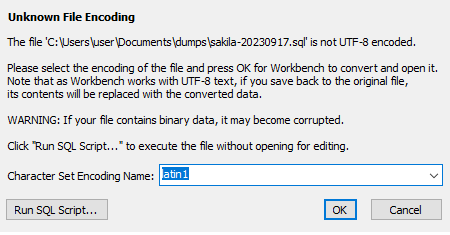 Unknown File Encoding
The file 'C:\Users\user\Documents\dumps\sakila-20230917.sql' is not UTF-8 encoded.
Please select the encoding of the file and press OK for Workbench to convert and open it.
Note that as Workbench works with UTF-8 text, if you save back to the original file,
its contents will be replaced with the converted data.
WARNING: If your file contains binary data, it may become corrupted.
Click "Run SQL Script..." to execute the file without opening for editing.
Character Set Encoding Name: latin1
Run SQL Script... OK Cancel